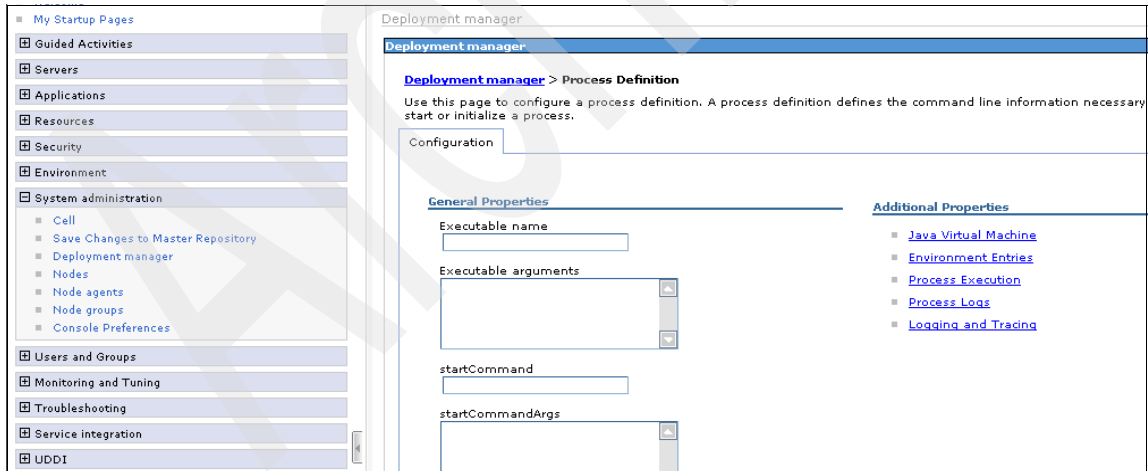 My Startup Pages
Guided Activities
Servers
Applications
Resources
Security
Environment
System administration
Cell
Save Changes to Master Repository
Deployment manager
Nodes
Node agents
Node groups
Console Preferences
Users and Groups
Monitoring and Tuning
Troubleshooting
Service integration
UDDI
Deployment manager
Deployment manager
Deployment manager > Process Definition
Use this page to configure a process definition. A process definition defines the command line information necessary
start or initialize a process.
Configuration
General Properties
Executable name
Executable arguments
startCommand
startCommandArgs
Additional Properties
Java Virtual Machine
Environment Entries
Process Execution
Process Logs
Logging and Tracing